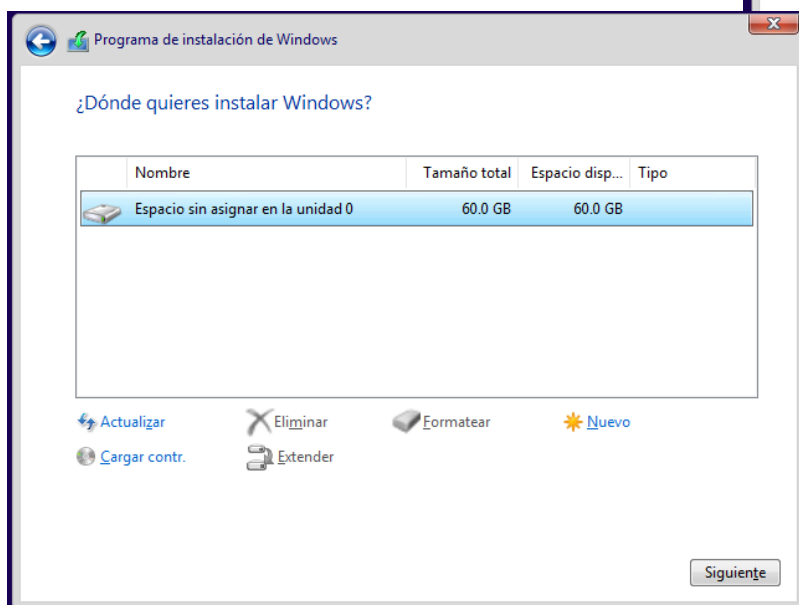 Programa de instalación de Windows
¿Dónde quieres instalar Windows?
Nombre Tamaño total Espacio disp... Tipo
Espacio sin asignar en la unidad 0 60.0 GB 60.0 GB
Actualizar Eliminar Formatear Nuevo
Cargar contr. Extender
Siguiente